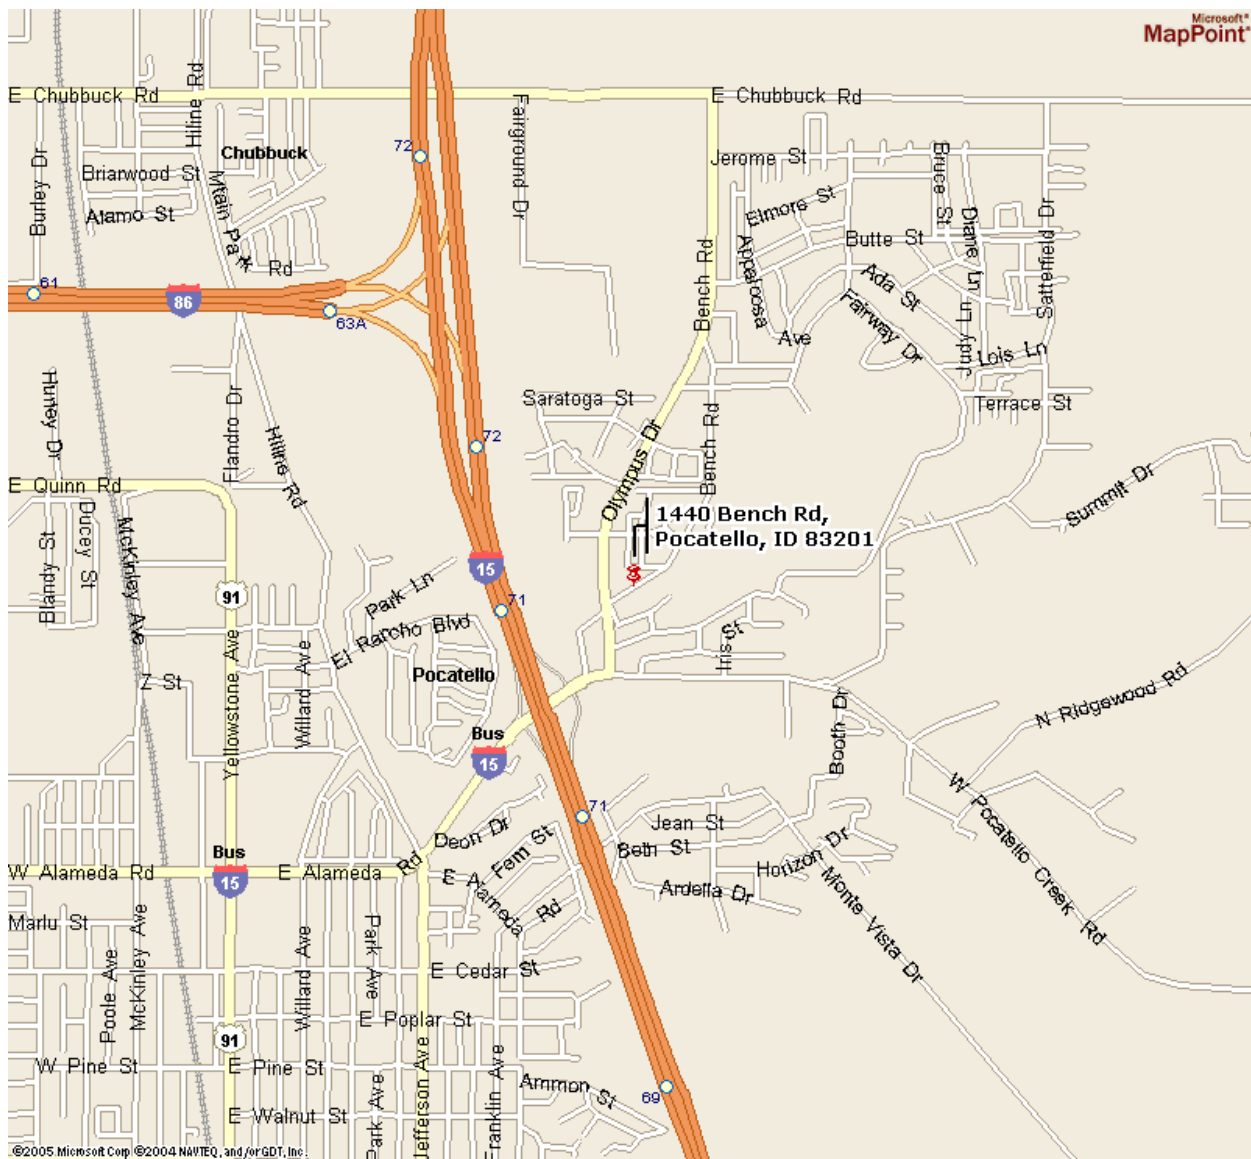 Microsoft®
MapPoint®
E Chubbuck Rd
E Chubbuck Rd
Hiline Rd
Fairground Dr
72
Chubbuck
Burley Dr
Briarwood St
Alamo St
Jerome St
Bruce St
Elmore St
Diane Ln
Satterfield Dr
Butte St
Appaloosa
Ave
Ada St
Fairway Dr
Judy Ln
Lois Ln
Bench Rd
Rd
61
86
63A
Hurley Dr
Flandro Dr
Hiline Rd
Saratoga St
Terrace St
72
Olympus Dr
Bench Rd
Summit Dr
E Quinn Rd
Ducey St
Blandy St
McKinley Ave
1440 Bench Rd,
Pocatello, ID 83201
15
91
71
Park Ln
El Rancho Blvd
Iris St
Pocatello
Yellowstone Ave
Willard Ave
Z St
N Ridgewood Rd
Booth Dr
Bus
15
W Pocatello Creek Rd
71
Deon Dr
Jean St
Beth St
Horizon Dr
Ardella Dr
Monte Vista Dr
Bus
15
W Alameda Rd
E Alameda Rd
E Alameda Rd
Marlu St
Poole Ave
McKinley Ave
Willard Ave
Park Ave
E Cedar St
E Poplar St
91
W Pine St
E Pine St
Jefferson Ave
Franklin Ave
Ammon St
69
E Walnut St
Park Ave
©2005 Microsoft Corp ©2004 NAVTEQ, and/or GDT, Inc.